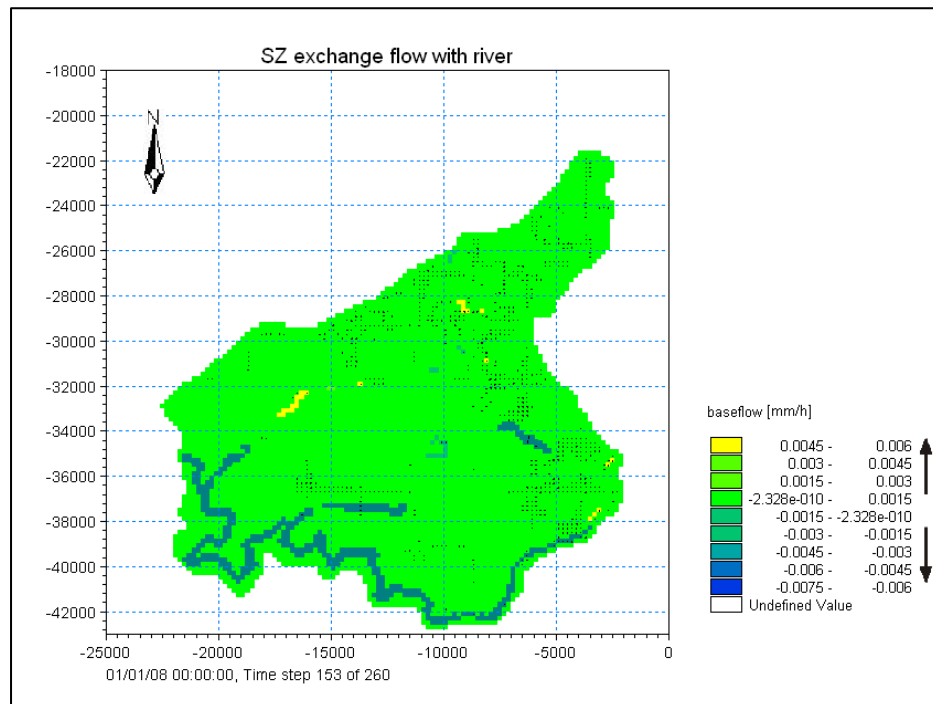 SZ exchange flow with river
-18000
-20000
-22000
-24000
-26000
-28000
-30000
-32000
-34000
-36000
-38000
-40000
-42000
N
-25000 -20000 -15000 -10000 -5000 0
01/01/08 00:00:00, Time step 153 of 260
baseflow [mm/h]
0.0045 - 0.006
0.003 - 0.0045
0.0015 - 0.003
-2.328e-010 - 0.0015
-0.0015 - -2.328e-010
-0.003 - -0.0015
-0.0045 - -0.003
-0.006 - -0.0045
-0.0075 - -0.006
Undefined Value